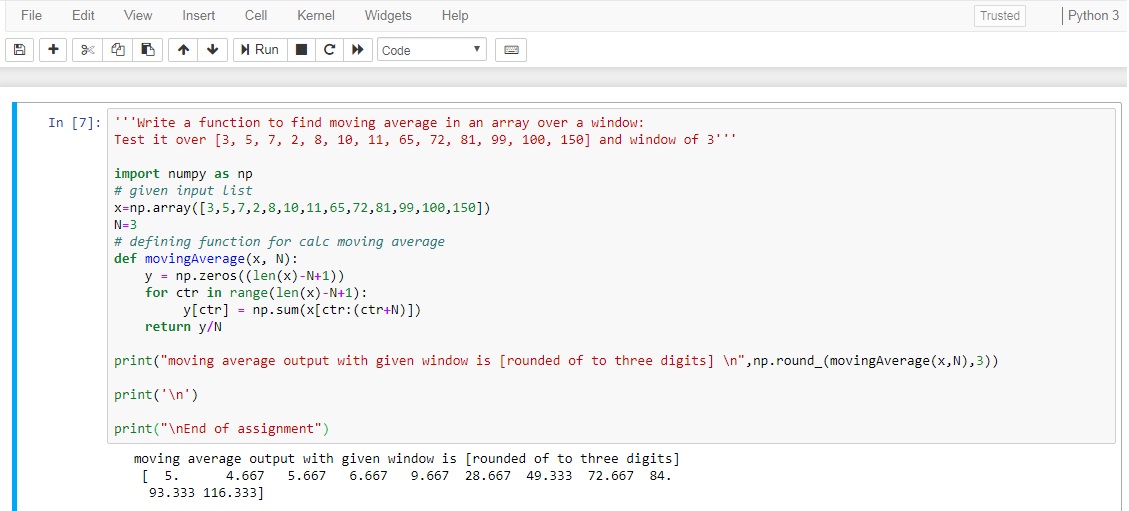 File Edit View Insert Cell Kernel Widgets Help Trusted Python 3
Run Code
In [7]: '''Write a function to find moving average in an array over a window:
Test it over [3, 5, 7, 2, 8, 10, 11, 65, 72, 81, 99, 100, 150] and window of 3'''
import numpy as np
# given input list
x=np.array([3,5,7,2,8,10,11,65,72,81,99,100,150])
N=3
# defining function for calc moving average
def movingAverage(x, N):
    y = np.zeros((len(x)-N+1))
    for ctr in range(len(x)-N+1):
         y[ctr] = np.sum(x[ctr:(ctr+N)])
    return y/N
print("moving average output with given window is [rounded of to three digits] \n",np.round_(movingAverage(x,N),3))
print('\n')
print("\nEnd of assignment")
moving average output with given window is [rounded of to three digits]
[  5.      4.667   5.667   6.667   9.667  28.667  49.333  72.667  84.
  93.333 116.333]